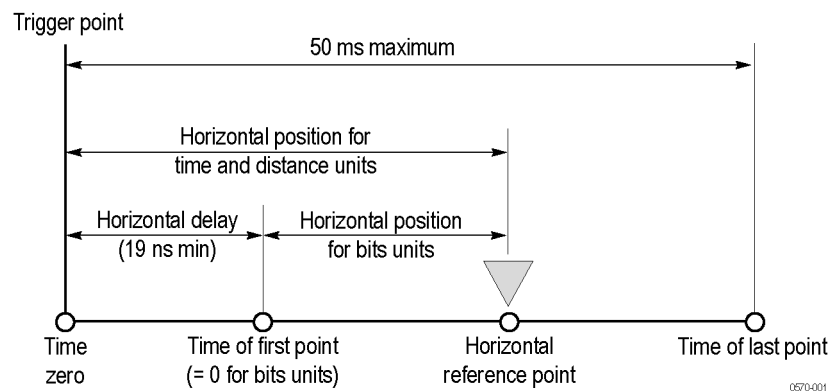 Trigger point
50 ms maximum
Horizontal position for
time and distance units
Horizontal delay
(19 ns min)
Horizontal position
for bits units
Time
zero
Time of first point
(= 0 for bits units)
Horizontal
reference point
Time of last point
0570-001